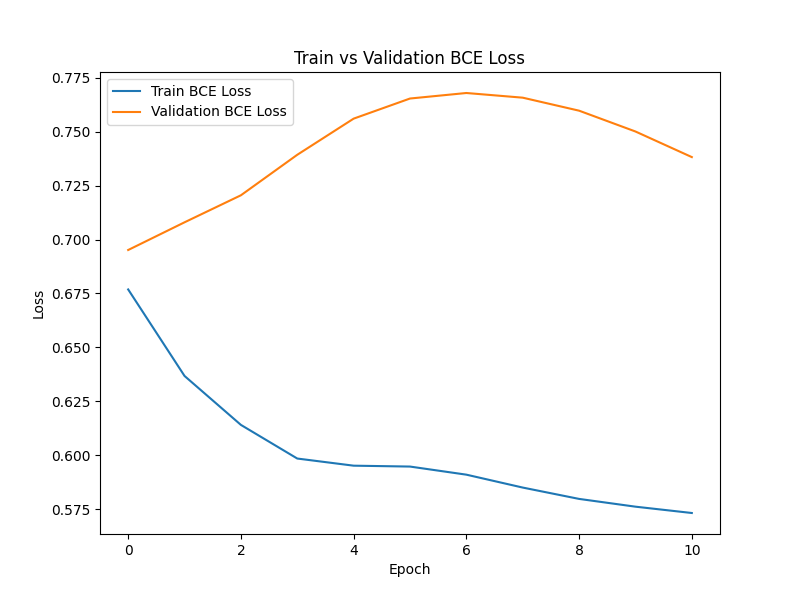 Train vs Validation BCE Loss
Train BCE Loss
Validation BCE Loss
0.775
0.750
0.725
0.700
0.675
0.650
0.625
0.600
0.575
Loss
0 2 4 6 8 10
Epoch